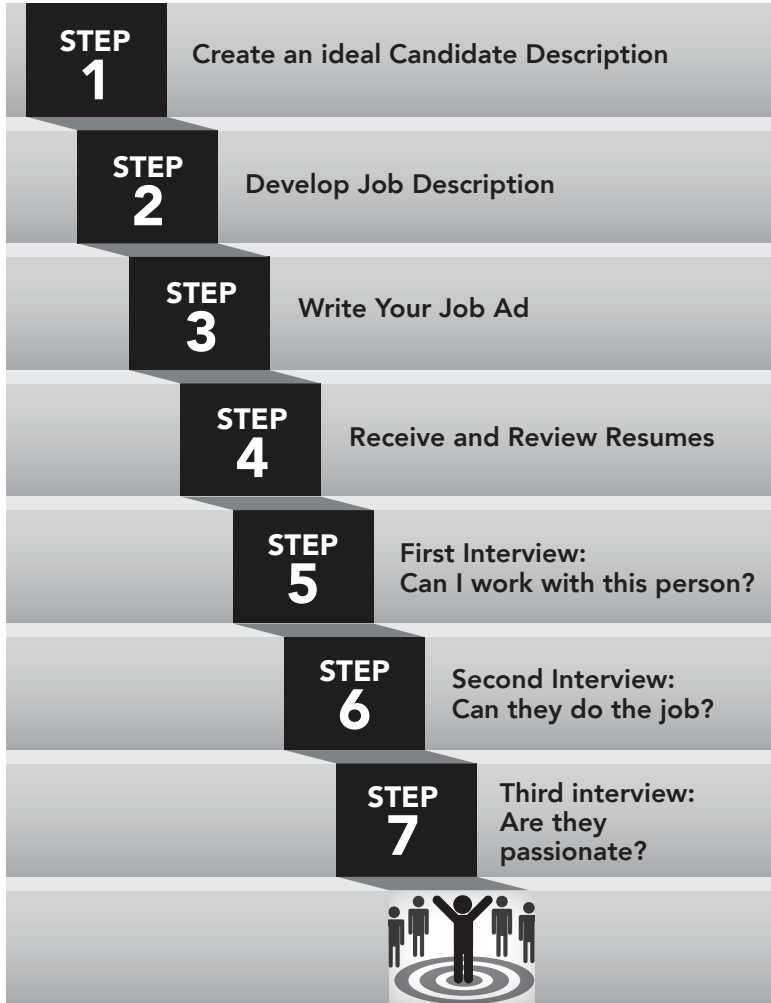 STEP
1
Create an ideal Candidate Description
STEP
2
Develop Job Description
STEP
3
Write Your Job Ad
STEP
4
Receive and Review Resumes
STEP
5
First Interview:
Can I work with this person?
STEP
6
Second Interview:
Can they do the job?
STEP
7
Third interview:
Are they
passionate?